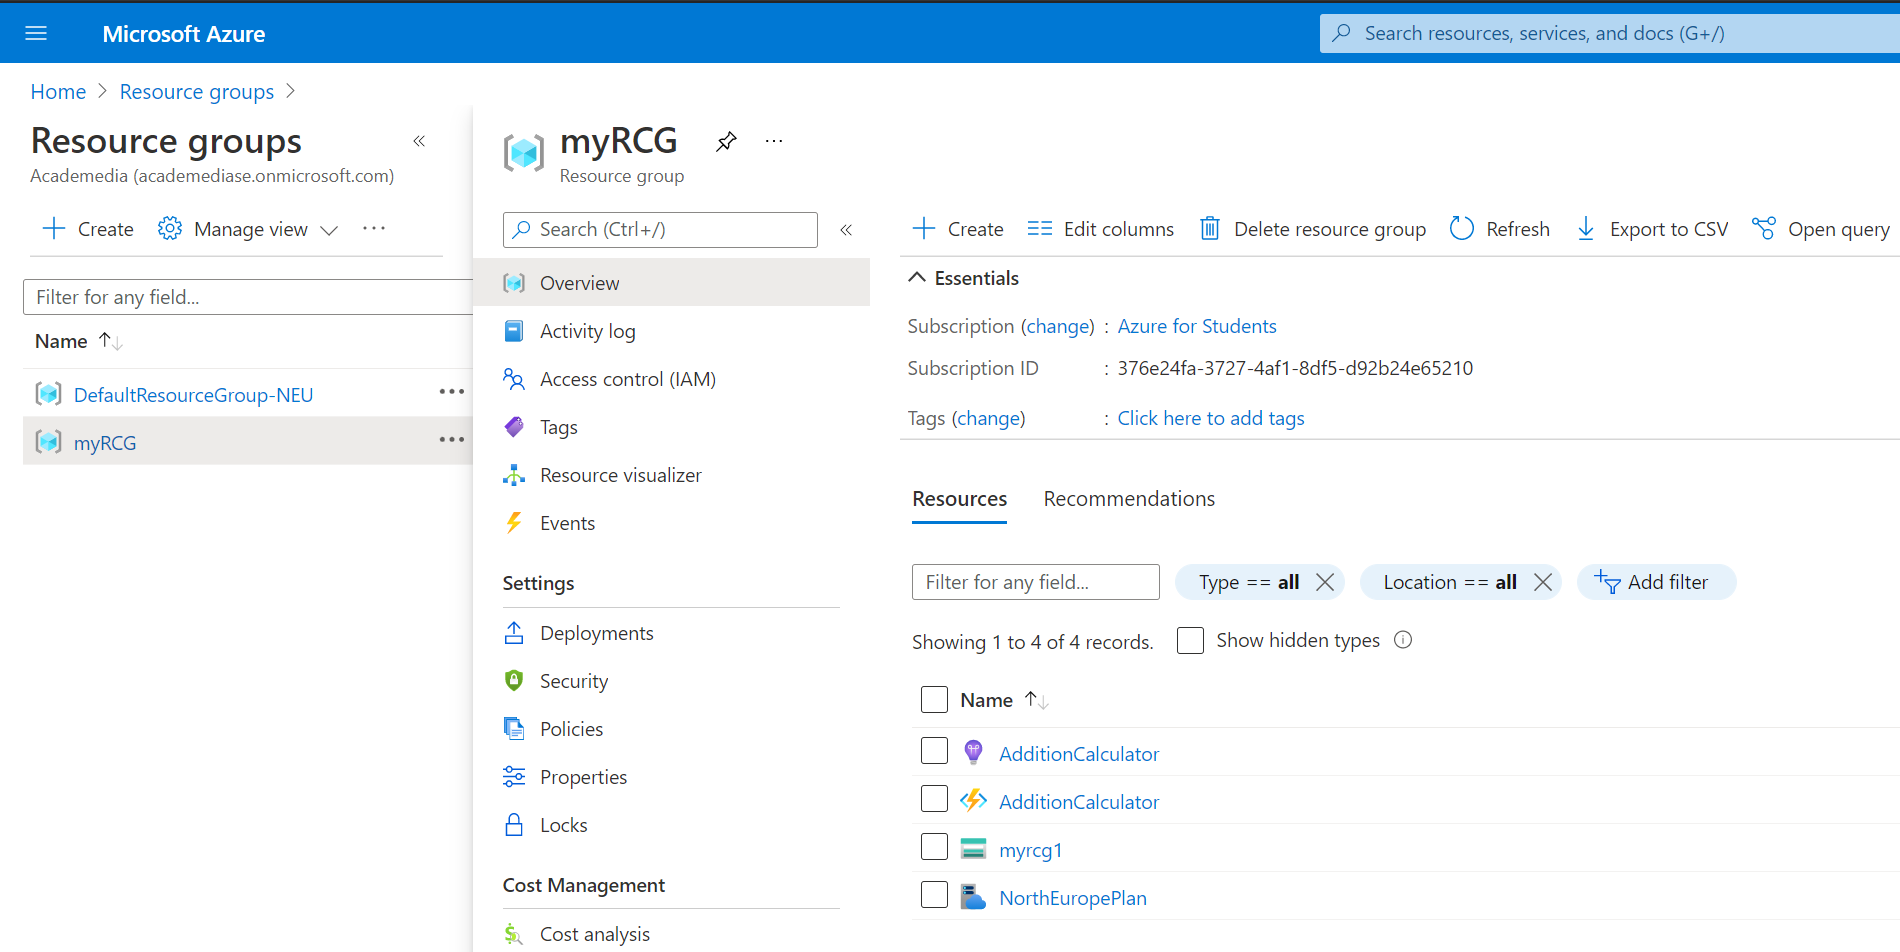 Microsoft Azure
Search resources, services, and docs (G+/)
Home > Resource groups >
Resource groups
Academedia (academediase.onmicrosoft.com)
Create Manage view ...
Filter for any field...
Name
DefaultResourceGroup-NEU
myRCG
myRCG
Resource group
Search (Ctrl+/)
Overview
Activity log
Access control (IAM)
Tags
Resource visualizer
Events
Settings
Deployments
Security
Policies
Properties
Locks
Cost Management
Cost analysis
Create Edit columns Delete resource group Refresh Export to CSV Open query
Essentials
Subscription (change) : Azure for Students
Subscription ID : 376e24fa-3727-4af1-8df5-d92b24e65210
Tags (change) : Click here to add tags
Resources Recommendations
Filter for any field... Type == all Location == all Add filter
Showing 1 to 4 of 4 records. Show hidden types
Name
AdditionCalculator
AdditionCalculator
myrcg1
NorthEuropePlan